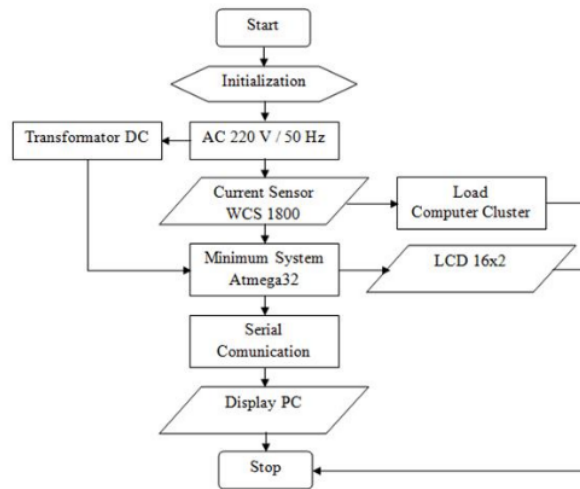 Start
Initialization
Transformator DC
AC 220 V / 50 Hz
Current Sensor
WCS 1800
Load
Computer Cluster
Minimum System
Atmega32
LCD 16x2
Serial
Comunication
Display PC
Stop